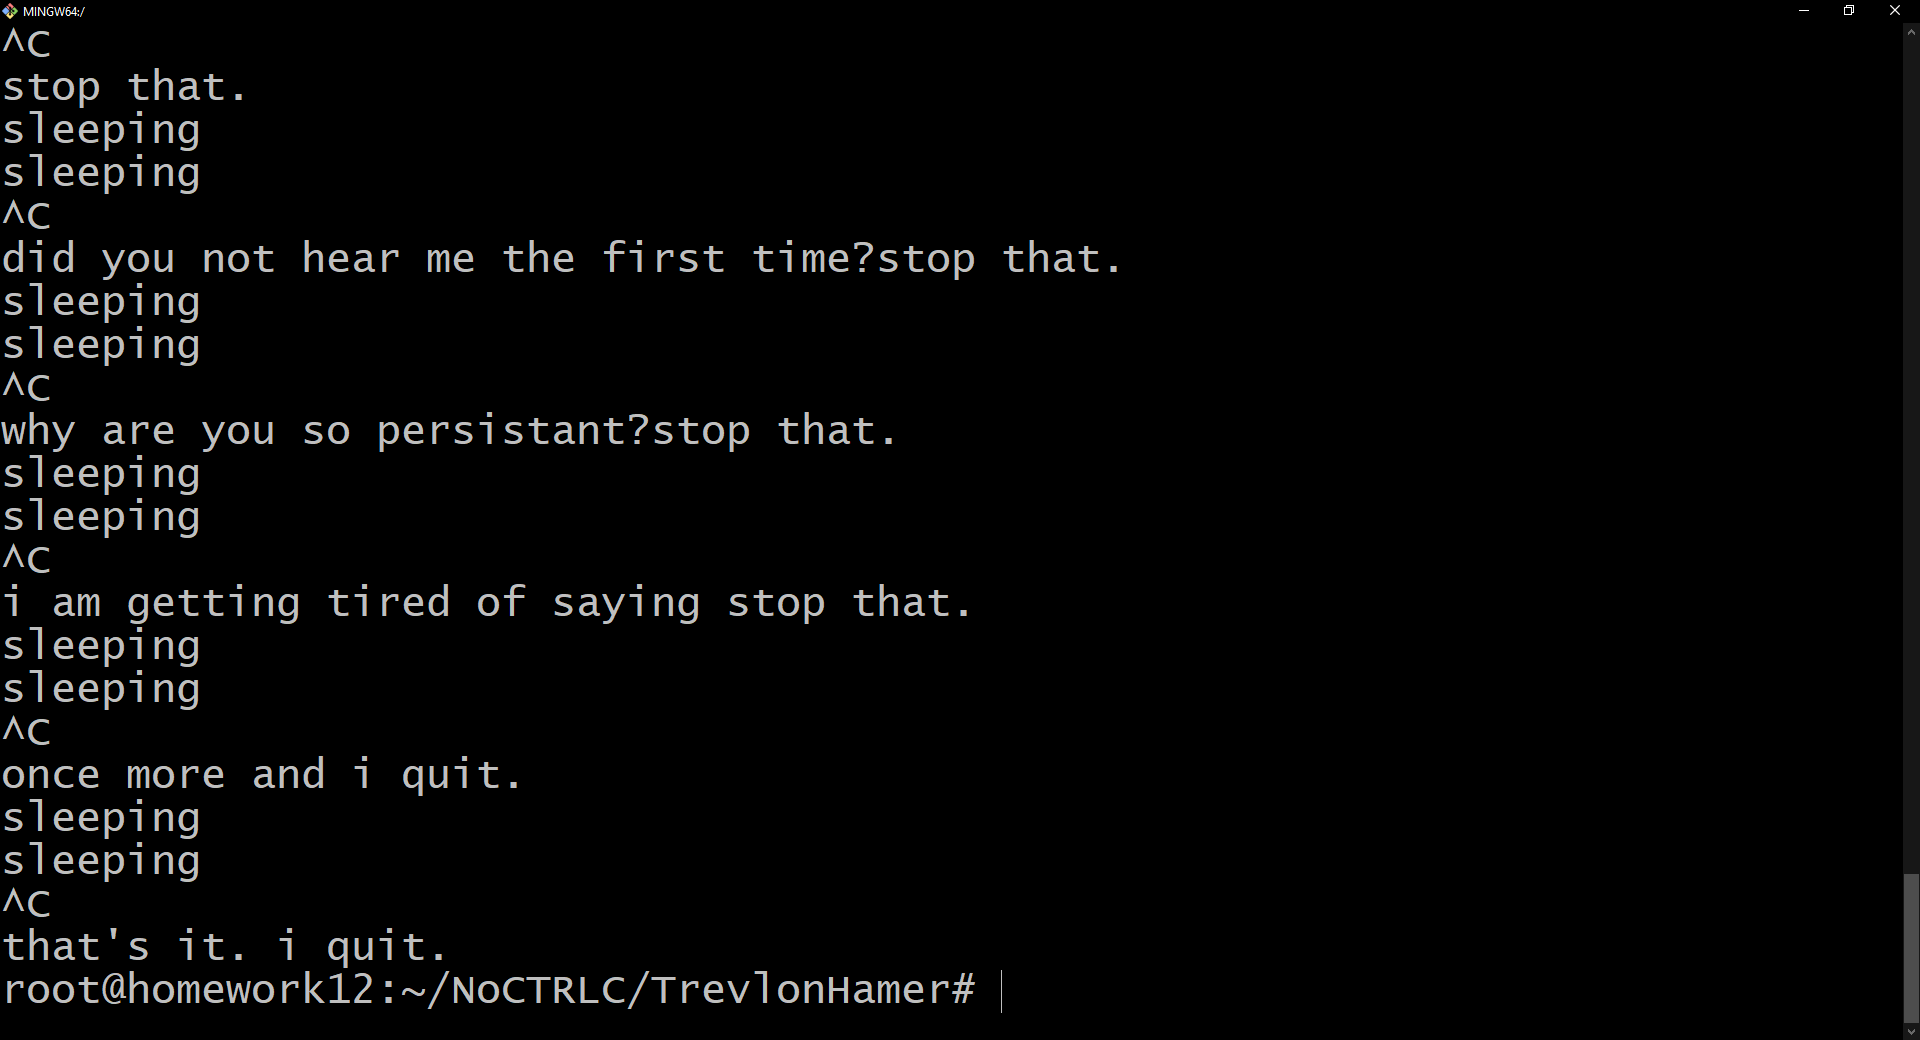 MINGW64:/
^C
stop that.
sleeping
sleeping
^C
did you not hear me the first time?stop that.
sleeping
sleeping
^C
why are you so persistant?stop that.
sleeping
sleeping
^C
i am getting tired of saying stop that.
sleeping
sleeping
^C
once more and i quit.
sleeping
sleeping
^C
that's it. i quit.
root@homework12:~/NoCTRLC/TrevlonHamer#